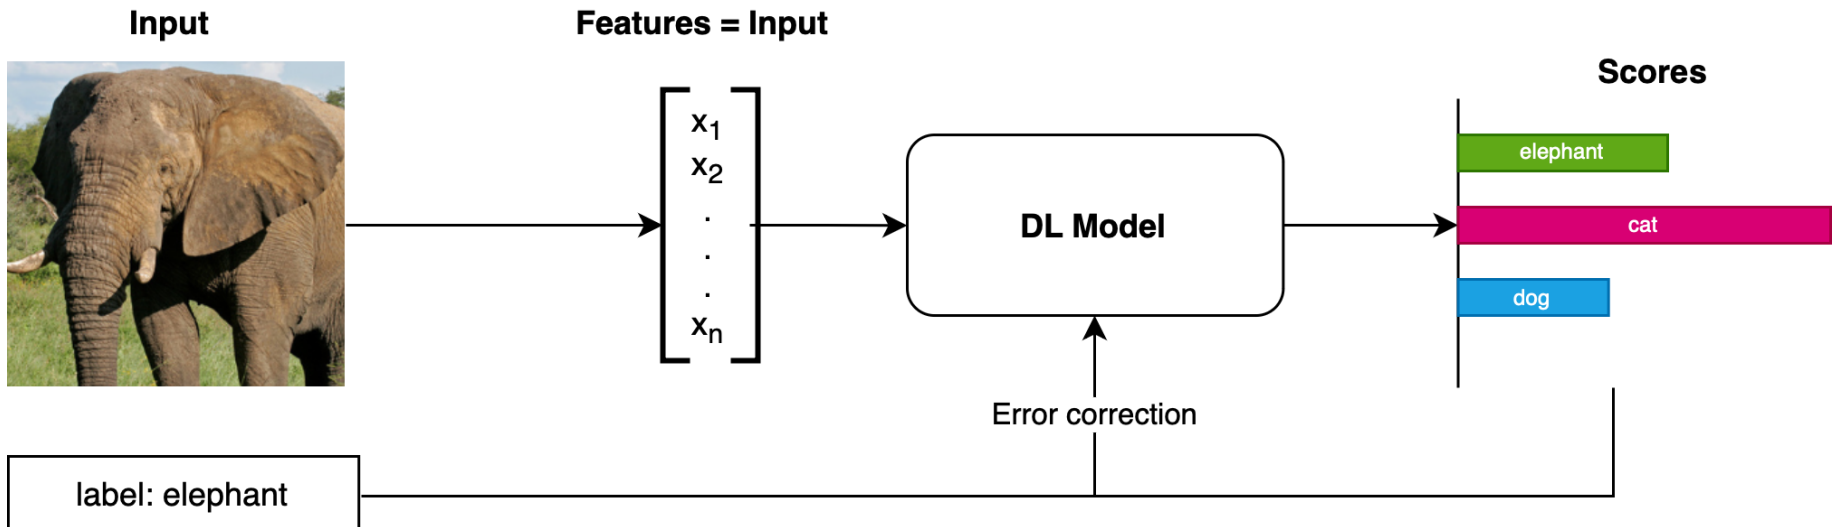 Input
Features = Input
Scores
x1
x2
.
.
.
xn
DL Model
elephant
cat
dog
Error correction
label: elephant